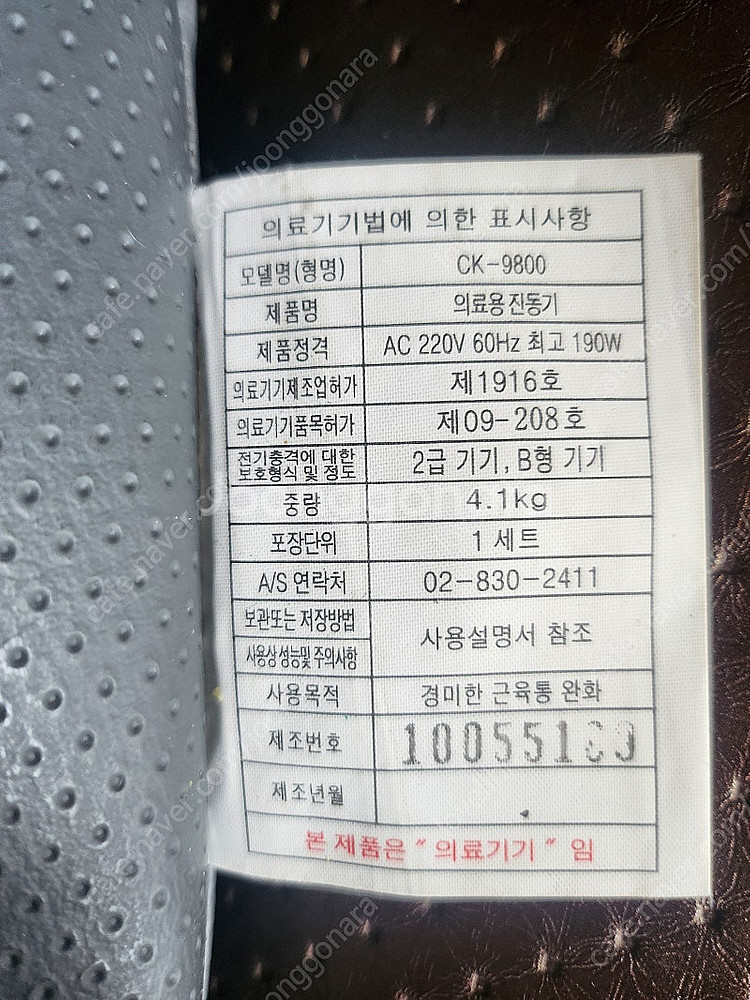 의료기기법에 의한 표시사항
모델명(형명) CK-9800
제품명 의료용 진동기
제품정격 AC 220V 60Hz 최고 190W
의료기기제조업허가 제1916호
의료기기품목허가 제09-208호
전기충격에 대한 보호형식 및 정도 2급 기기, B형 기기
중량 4.1kg
포장단위 1 세트
A/S 연락처 02-830-2411
보관또는 저장방법
사용상 성능및 주의사항
사용설명서 참조
사용목적 경미한 근육통 완화
제조번호
제조년월
본 제품은 " 의료기기 " 임
cafe.naver.com/joonggonara